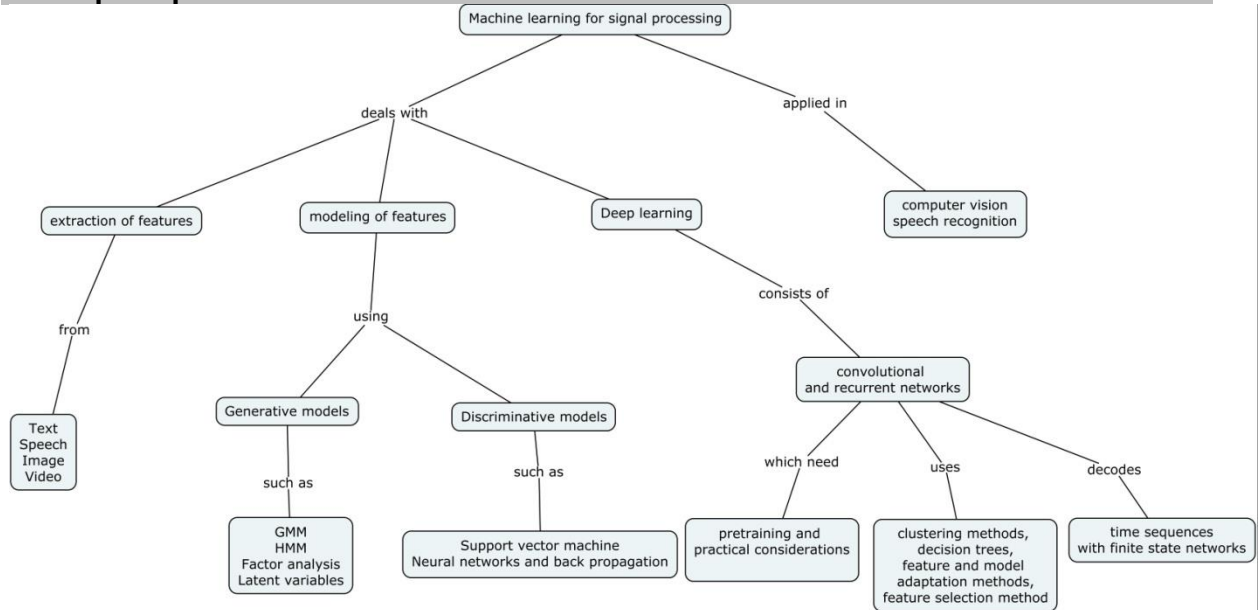 Machine learning for signal processing
deals with
applied in
extraction of features
modeling of features
Deep learning
computer vision
speech recognition
consists of
from
using
convolutional
and recurrent networks
Text
Speech
Image
Video
Generative models
Discriminative models
which need
uses
decodes
such as
such as
GMM
HMM
Factor analysis
Latent variables
Support vector machine
Neural networks and back propagation
pretraining and
practical considerations
clustering methods,
decision trees,
feature and model
adaptation methods,
feature selection method
time sequences
with finite state networks